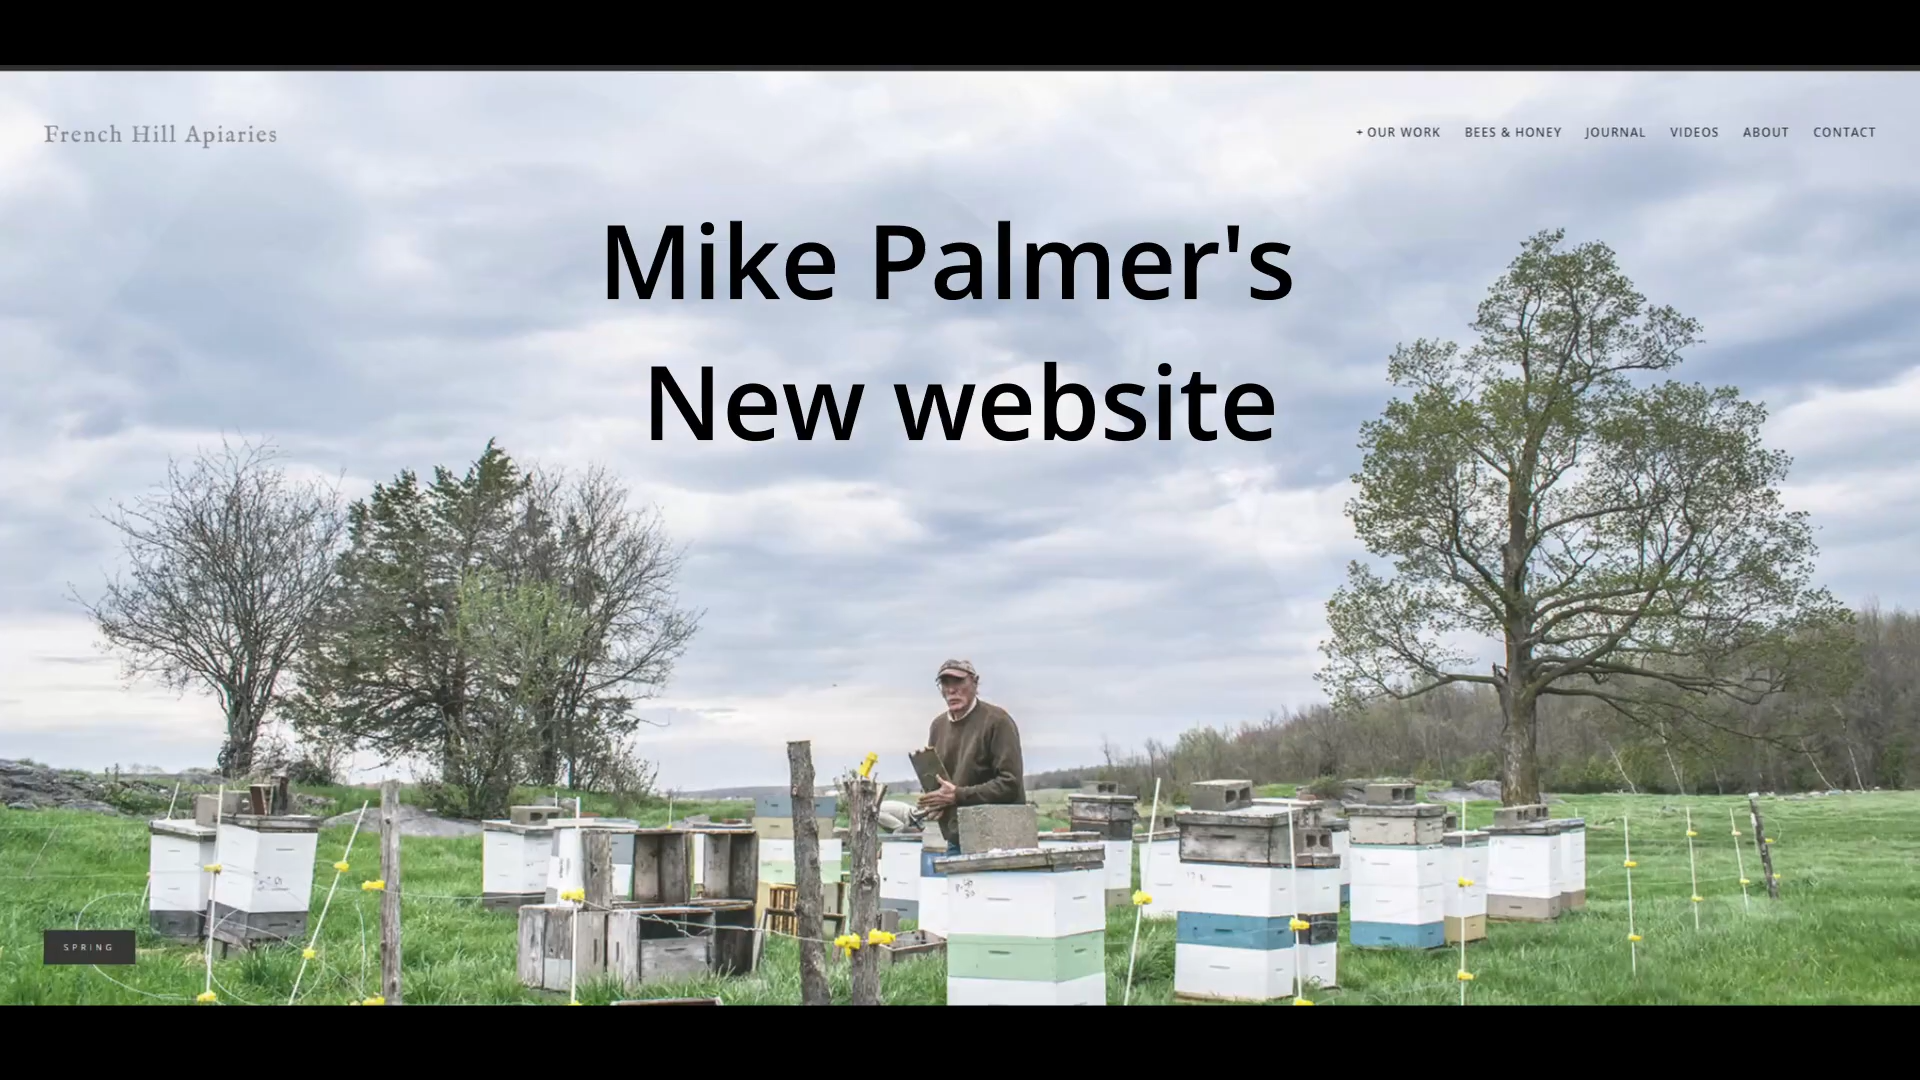 French Hill Apiaries
+ OUR WORK BEES & HONEY JOURNAL VIDEOS ABOUT CONTACT
Mike Palmer's
New website
SPRING